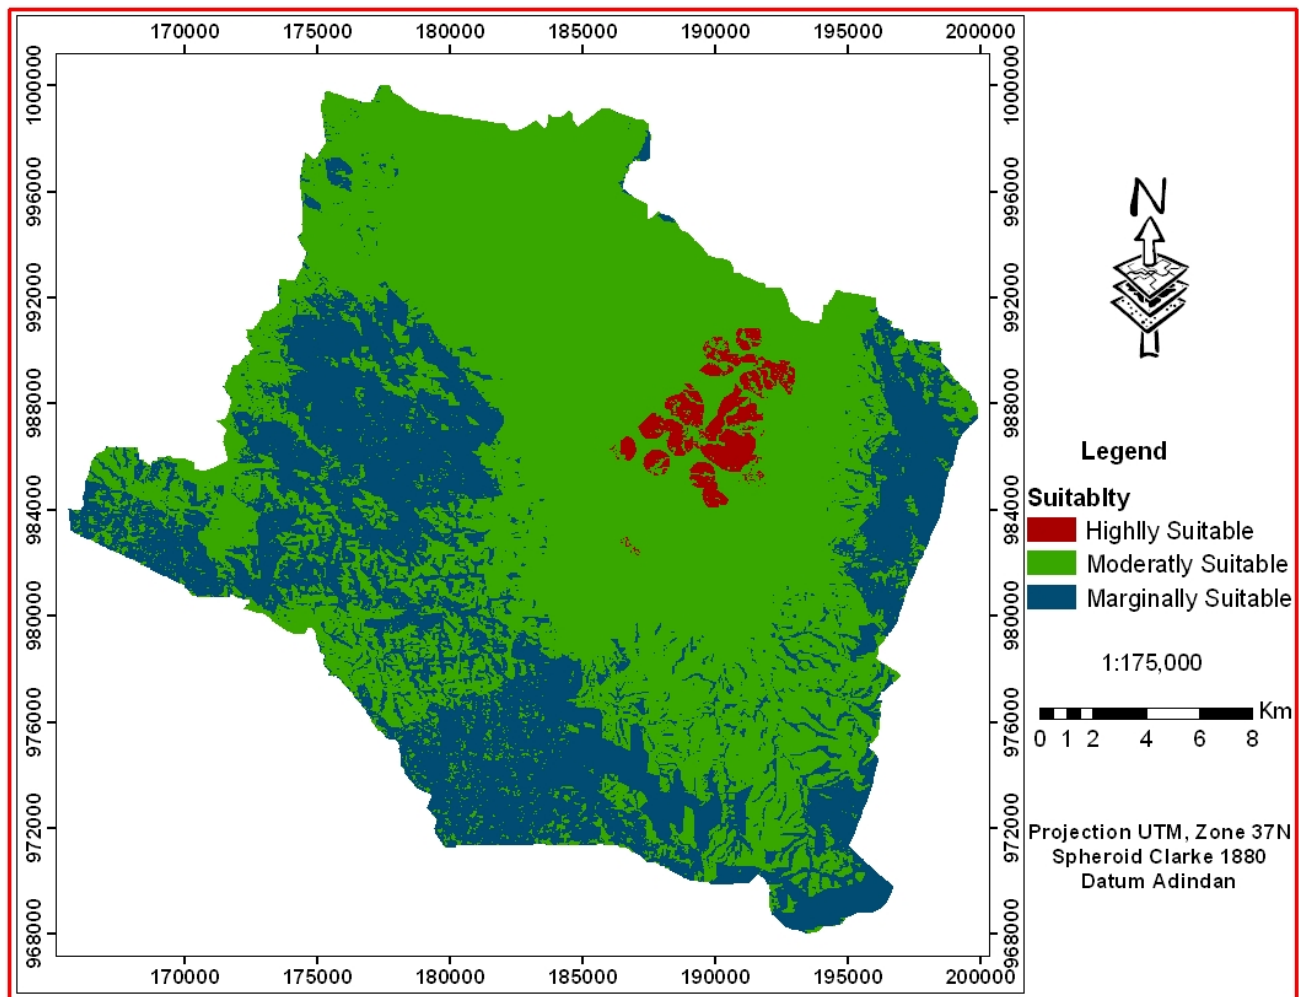 170000 175000 180000 185000 190000 195000 200000
1000000
996000
992000
988000
984000
980000
976000
972000
968000
1000000
996000
992000
988000
984000
980000
976000
972000
968000
170000 175000 180000 185000 190000 195000 200000
N
Legend
Suitablty
Highlly Suitable
Moderatly Suitable
Marginally Suitable
1:175,000
Km
0 1 2 4 6 8
Projection UTM, Zone 37N
Spheroid Clarke 1880
Datum Adindan